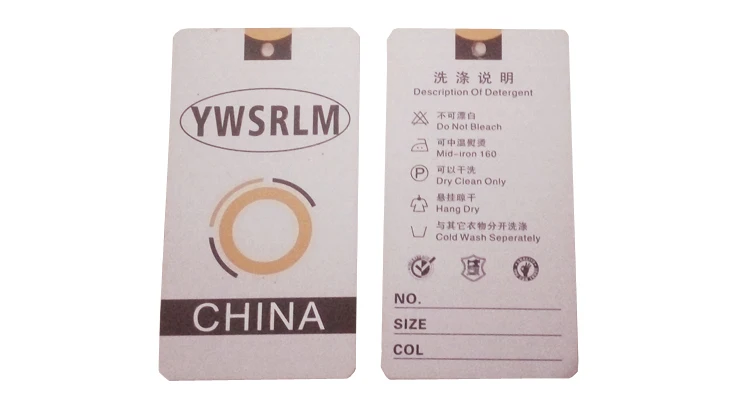 YWSRLM
CHINA
洗涤说明
Description Of Detergent
不可漂白
Do Not Bleach
可中温熨烫
Mid-iron 160
P
可以干洗
Dry Clean Only
悬挂晾干
Hang Dry
与其它衣物分开洗涤
Cold Wash Seperately
NO.
SIZE
COL